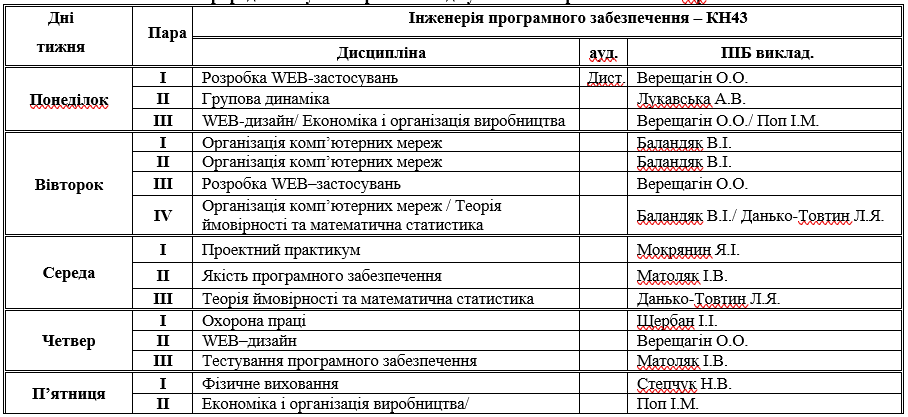 Дні тижня Пара Інженерія програмного забезпечення – КН43
Дисципліна ауд. ПІБ виклад.
Понеділок
I Розробка WEB-застосувань Дист. Верещагін О.О.
II Групова динаміка Лукавська А.В.
III WEB-дизайн/ Економіка і організація виробництва Верещагін О.О./ Поп І.М.
Вівторок
I Організація комп’ютерних мереж Баландяк В.І.
II Організація комп’ютерних мереж Баландяк В.І.
III Розробка WEB–застосувань Верещагін О.О.
IV Організація комп’ютерних мереж / Теорія
ймовірності та математична статистика Баландяк В.І./ Данько-Товтин Л.Я.
Середа
I Проектний практикум Мокрянин Я.І.
II Якість програмного забезпечення Матоляк І.В.
III Теорія ймовірності та математична статистика Данько-Товтин Л.Я.
Четвер
I Охорона праці Щербан І.І.
II WEB–дизайн Верещагін О.О.
III Тестування програмного забезпечення Матоляк І.В.
П’ятниця
I Фізичне виховання Степчук Н.В.
II Економіка і організація виробництва/ Поп І.М.